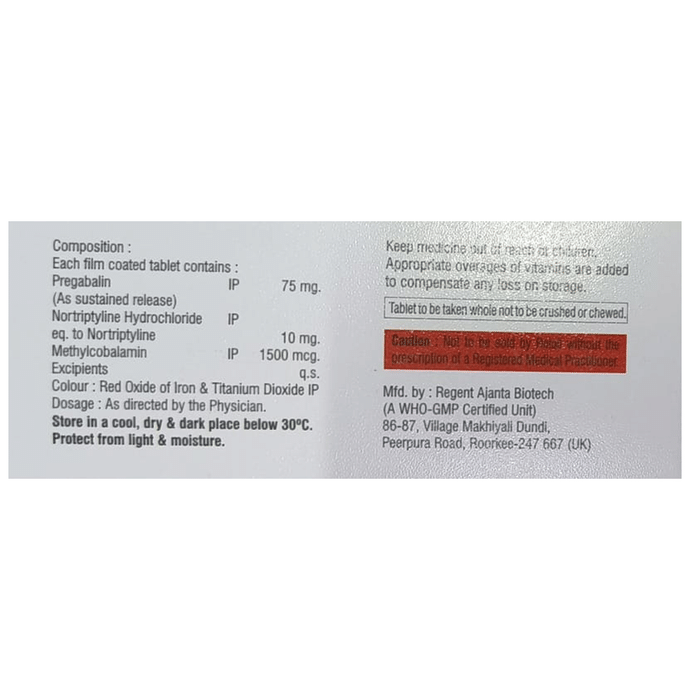 Composition :
Each film coated tablet contains :
Pregabalin IP 75 mg.
(As sustained release)
Nortriptyline Hydrochloride IP
eq. to Nortriptyline 10 mg.
Methylcobalamin IP 1500 mcg.
Excipients q.s.
Colour : Red Oxide of Iron & Titanium Dioxide IP
Dosage : As directed by the Physician.
Store in a cool, dry & dark place below 30ºC.
Protect from light & moisture.
Keep medicine out of reach of children.
Appropriate overages of vitamins are added
to compensate any loss on storage.
Tablet to be taken whole not to be crushed or chewed.
Caution : Not to be sold by Retail without the
prescription of a Registered Medical Practitioner.
Mfd. by : Regent Ajanta Biotech
(A WHO-GMP Certified Unit)
86-87, Village Makhiyali Dundi,
Peerpura Road, Roorkee-247 667 (UK)